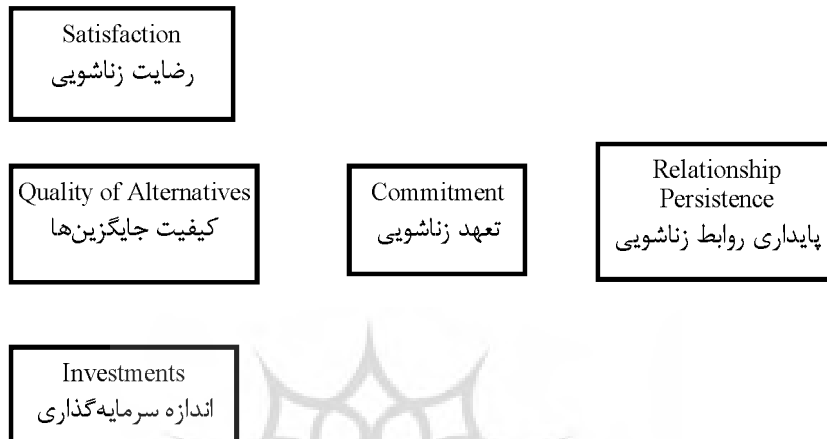 Satisfaction
رضایت زناشویی
Quality of Alternatives
کیفیت جایگزین‌ها
Commitment
تعهد زناشویی
Relationship
Persistence
پایداری روابط زناشویی
Investments
اندازه سرمایه‌گذاری